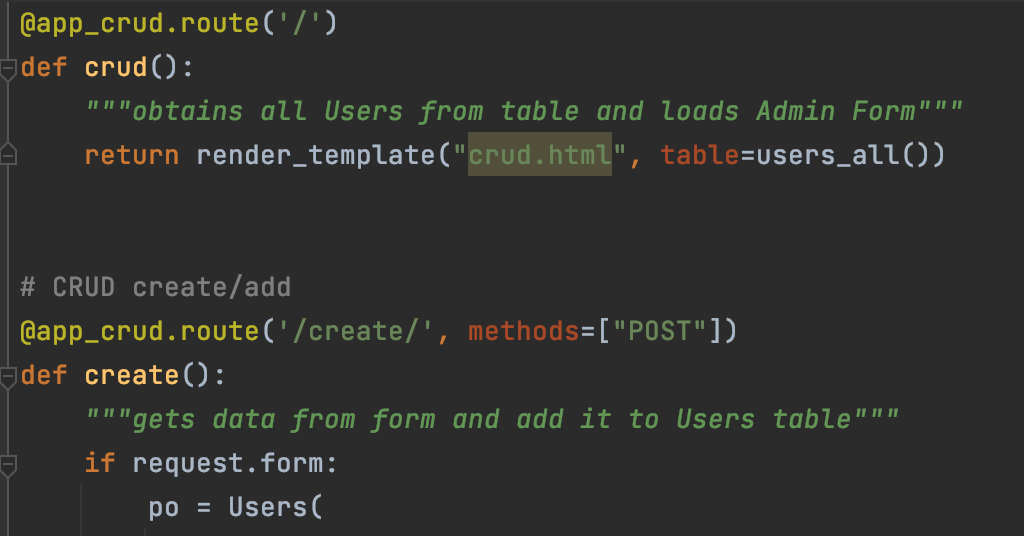 @app_crud.route('/')
def crud():
    """obtains all Users from table and loads Admin Form"""
    return render_template("crud.html", table=users_all())
# CRUD create/add
@app_crud.route('/create/', methods=["POST"])
def create():
    """gets data from form and add it to Users table"""
    if request.form:
        po = Users(